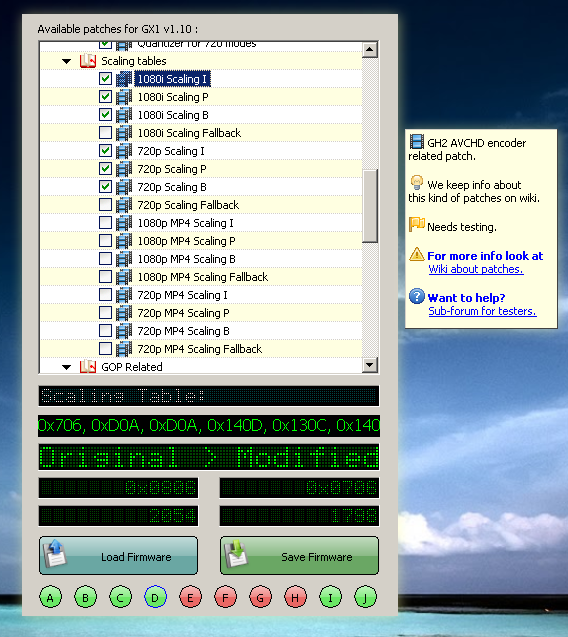 Available patches for GX1 v1.10 :
Quantizer for 720 modes
Scaling tables
1080i Scaling I
1080i Scaling P
1080i Scaling B
1080i Scaling Fallback
720p Scaling I
720p Scaling P
720p Scaling B
720p Scaling Fallback
1080p MP4 Scaling I
1080p MP4 Scaling P
1080p MP4 Scaling B
1080p MP4 Scaling Fallback
720p MP4 Scaling I
720p MP4 Scaling P
720p MP4 Scaling B
720p MP4 Scaling Fallback
GOP Related
Scaling Table:
0x706, 0xD0A, 0xD0A, 0x140D, 0x130C, 0x140
Original > Modified
0x0806 0x0706
2054 1798
Load Firmware Save Firmware
A B C D E F G H I J
GH2 AVCHD encoder
related patch.
We keep info about
this kind of patches on wiki.
Needs testing.
For more info look at
Wiki about patches.
Want to help?
Sub-forum for testers.